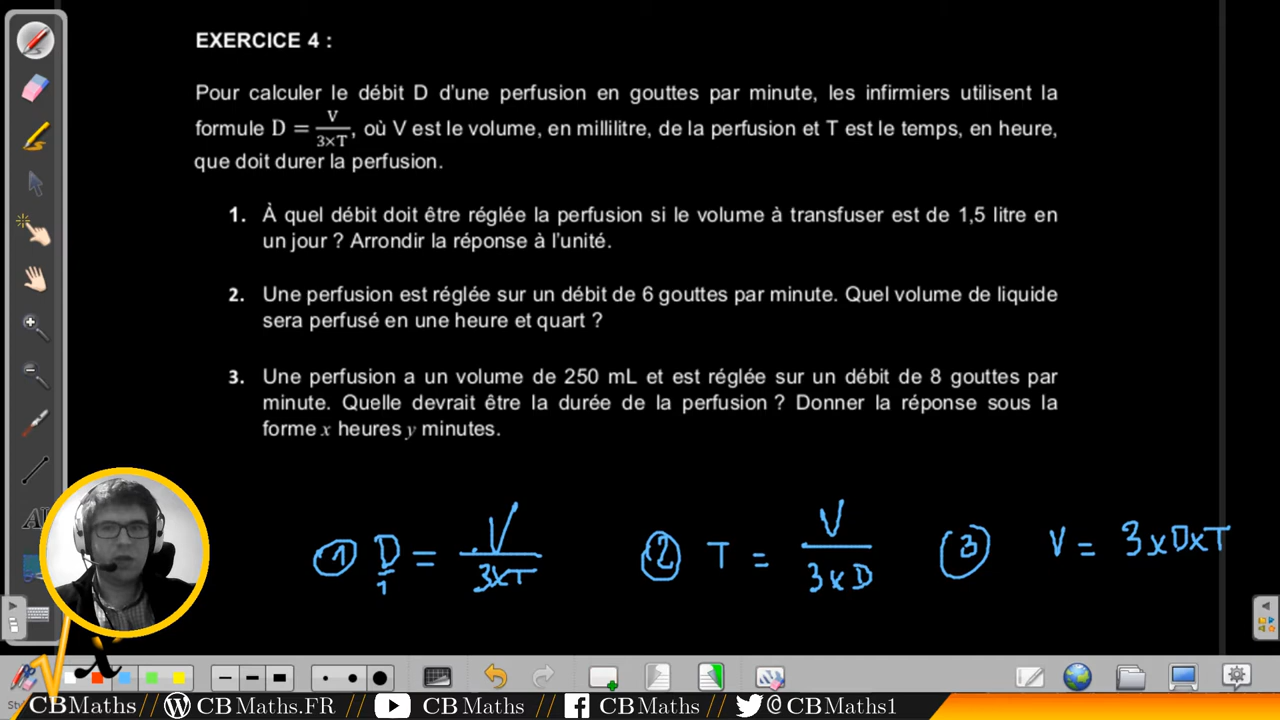 EXERCICE 4 :
Pour calculer le débit D d'une perfusion en gouttes par minute, les infirmiers utilisent la
formule D = V/(3×T), où V est le volume, en millilitre, de la perfusion et T est le temps, en heure,
que doit durer la perfusion.
1. À quel débit doit être réglée la perfusion si le volume à transfuser est de 1,5 litre en
un jour ? Arrondir la réponse à l'unité.
2. Une perfusion est réglée sur un débit de 6 gouttes par minute. Quel volume de liquide
sera perfusé en une heure et quart ?
3. Une perfusion a un volume de 250 mL et est réglée sur un débit de 8 gouttes par
minute. Quelle devrait être la durée de la perfusion ? Donner la réponse sous la
forme x heures y minutes.
① D/1 = V/(3×T) ② T = V/(3×D) ③ V = 3×D×T
CBMaths / CBMaths.FR / CBMaths / CBMaths / @CBMaths1